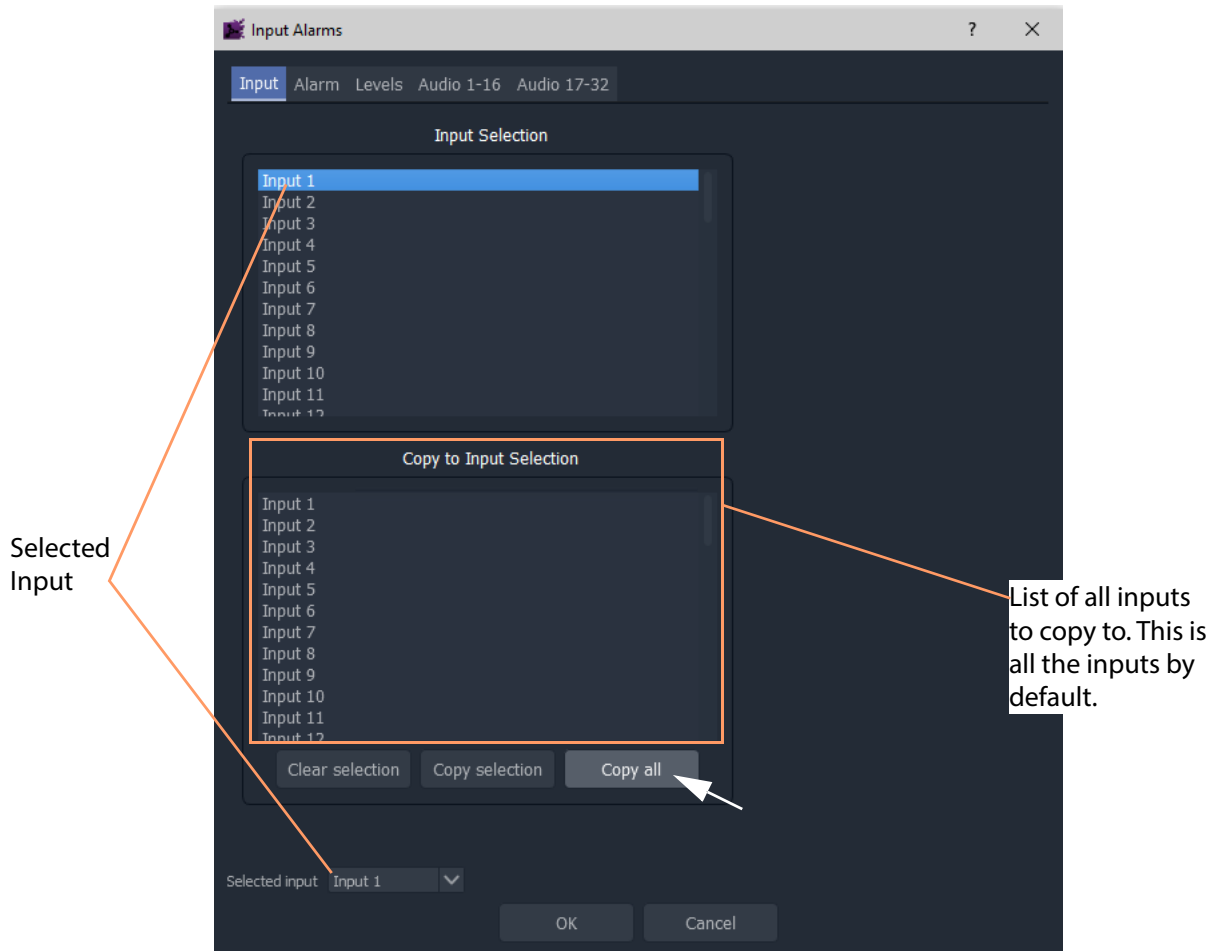 Input Alarms
?
Input Alarm Levels Audio 1-16 Audio 17-32
Input Selection
Input 1
Input 2
Input 3
Input 4
Input 5
Input 6
Input 7
Input 8
Input 9
Input 10
Input 11
Input 12
Copy to Input Selection
Input 1
Input 2
Input 3
Input 4
Input 5
Input 6
Input 7
Input 8
Input 9
Input 10
Input 11
Input 12
Clear selection Copy selection Copy all
Selected
Input
List of all inputs
to copy to. This is
all the inputs by
default.
Selected input Input 1
OK Cancel